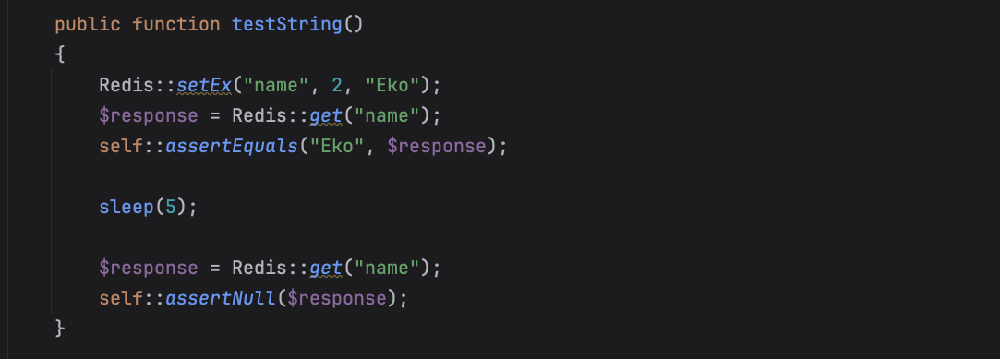 public function testString()
{
    Redis::setEx("name", 2, "Eko");
    $response = Redis::get("name");
    self::assertEquals("Eko", $response);

    sleep(5);

    $response = Redis::get("name");
    self::assertNull($response);
}